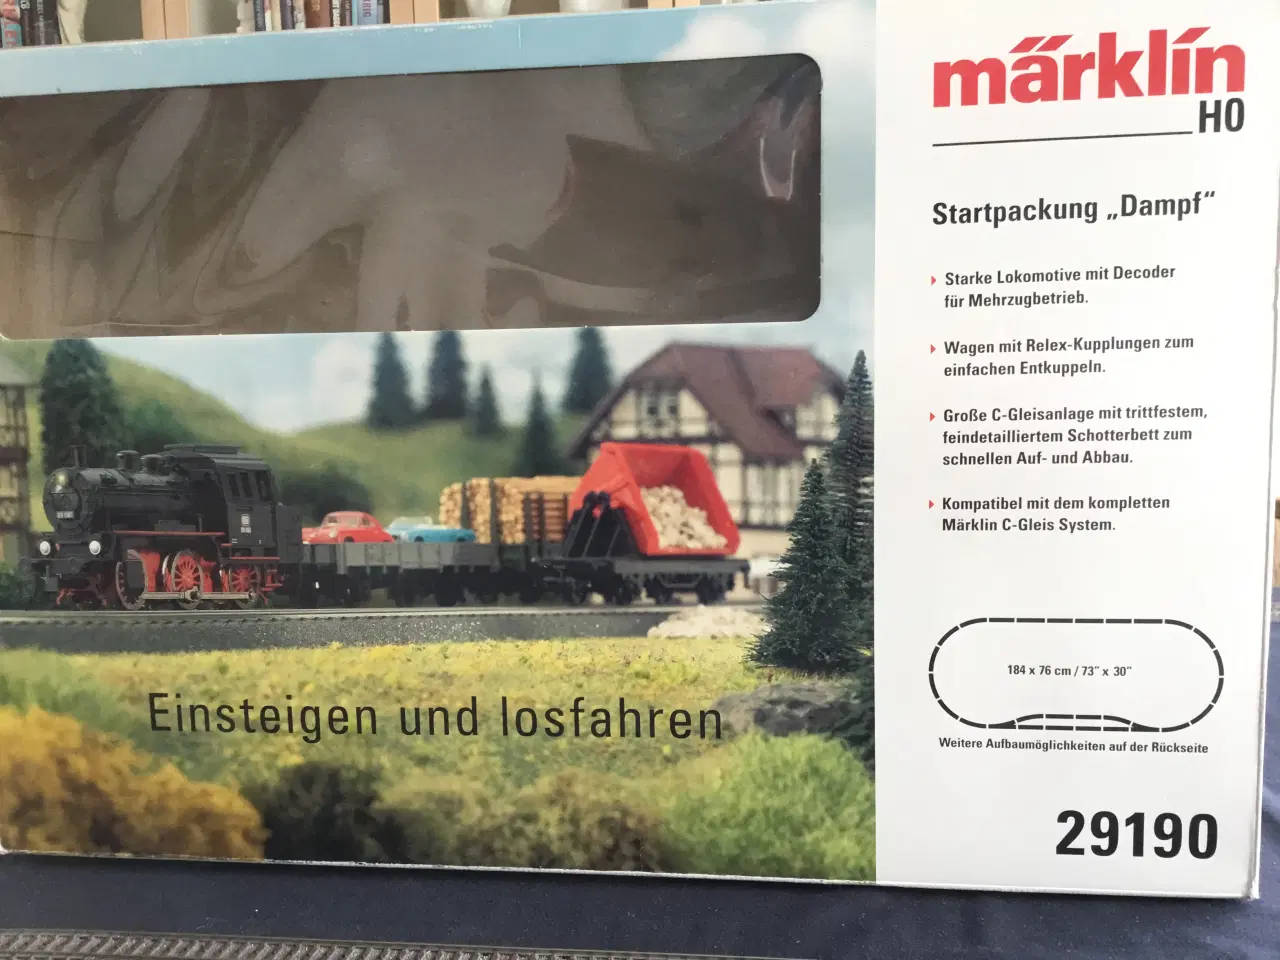 märklin
H0
Startpackung „Dampf“
Starke Lokomotive mit Decoder
für Mehrzugbetrieb.
Wagen mit Relex-Kupplungen zum
einfachen Entkuppeln.
Große C-Gleisanlage mit trittfestem,
feindetailliertem Schotterbett zum
schnellen Auf- und Abbau.
Kompatibel mit dem kompletten
Märklin C-Gleis System.
184 x 76 cm / 73" x 30"
Weitere Aufbaumöglichkeiten auf der Rückseite
29190
Einsteigen und losfahren